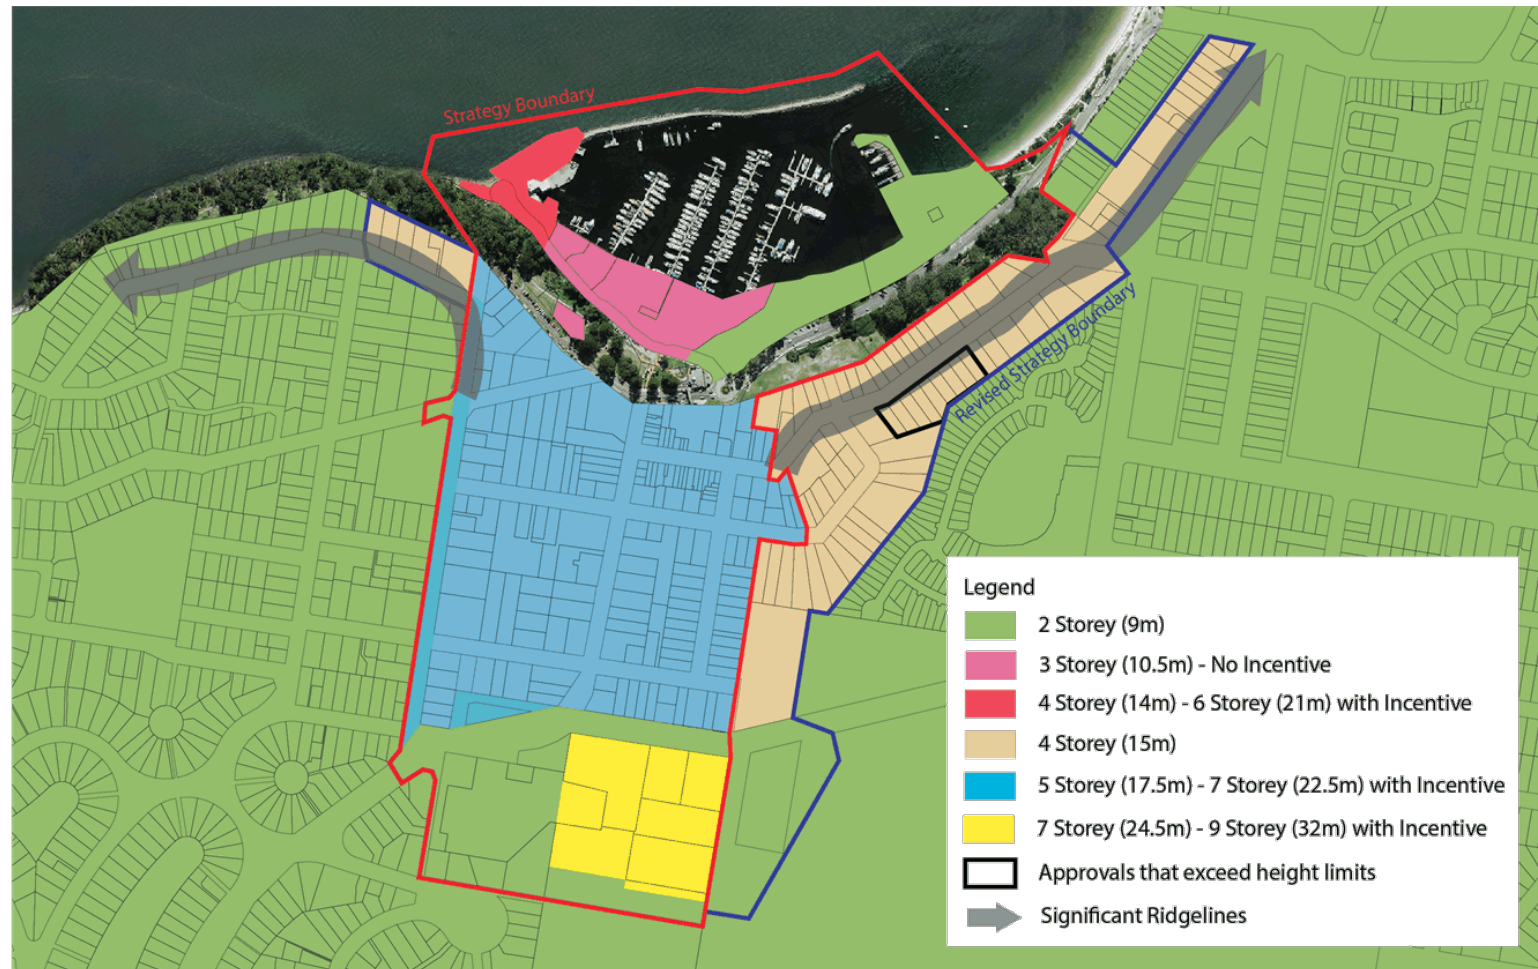 Strategy Boundary
Revised Strategy Boundary
Legend
2 Storey (9m)
3 Storey (10.5m) - No Incentive
4 Storey (14m) - 6 Storey (21m) with Incentive
4 Storey (15m)
5 Storey (17.5m) - 7 Storey (22.5m) with Incentive
7 Storey (24.5m) - 9 Storey (32m) with Incentive
Approvals that exceed height limits
Significant Ridgelines